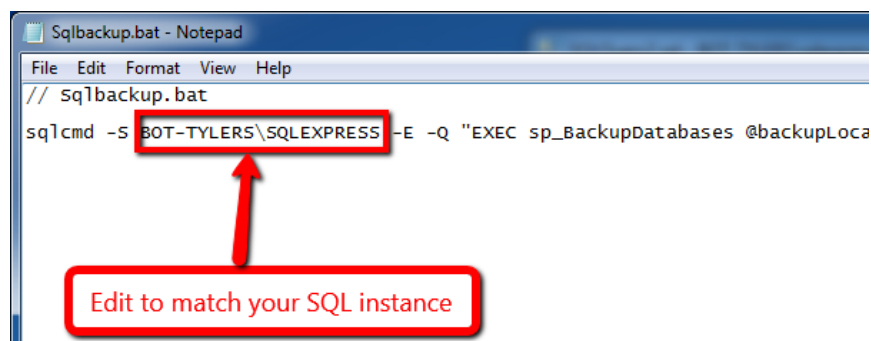 Sqlbackup.bat - Notepad
File Edit Format View Help
// Sqlbackup.bat
sqlcmd -S BOT-TYLERS\SQLEXPRESS -E -Q "EXEC sp_BackupDatabases @backupLoca
Edit to match your SQL instance